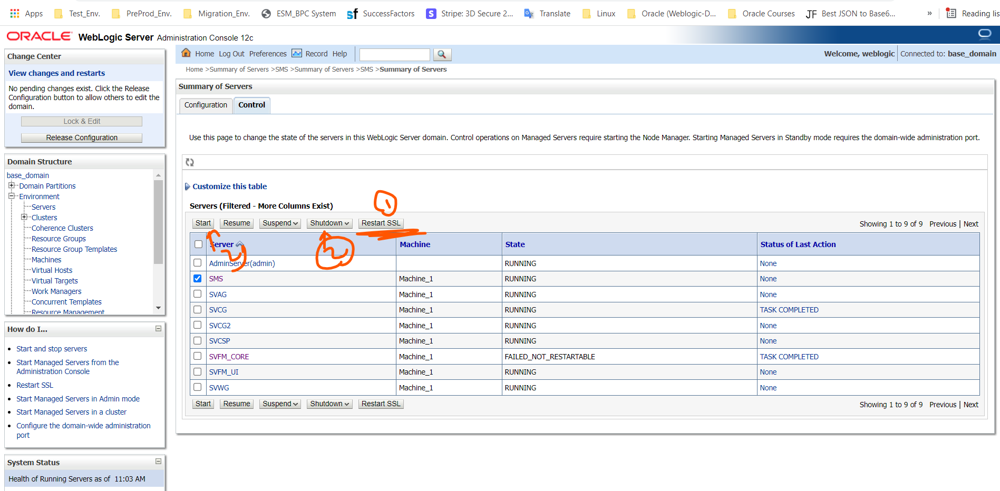 Apps Test_Env. PreProd_Env. Migration_Env. ESM_BPC System SuccessFactors Stripe: 3D Secure 2... Translate Linux Oracle (Weblogic-D... Oracle Courses Best JSON to Base6... » Reading lis
ORACLE WebLogic Server Administration Console 12c
Change Center
View changes and restarts
No pending changes exist. Click the Release
Configuration button to allow others to edit the
domain.
Lock & Edit
Release Configuration
Domain Structure
base_domain
Domain Partitions
Environment
Servers
Clusters
Coherence Clusters
Resource Groups
Resource Group Templates
Machines
Virtual Hosts
Virtual Targets
Work Managers
Concurrent Templates
Resource Management
How do I...
Start and stop servers
Start Managed Servers from the
Administration Console
Restart SSL
Start Managed Servers in Admin mode
Start Managed Servers in a cluster
Configure the domain-wide administration
port
System Status
Health of Running Servers as of 11:03 AM
Home Log Out Preferences Record Help
Welcome, weblogic Connected to: base_domain
Home >Summary of Servers >SMS >Summary of Servers >SMS >Summary of Servers
Summary of Servers
Configuration Control
Use this page to change the state of the servers in this WebLogic Server domain. Control operations on Managed Servers require starting the Node Manager. Starting Managed Servers in Standby mode requires the domain-wide administration port.
Customize this table
1
Servers (Filtered - More Columns Exist)
Start Resume Suspend Shutdown Restart SSL
Showing 1 to 9 of 9 Previous | Next
2
Server Machine State Status of Last Action
AdminServer(admin) RUNNING None
SMS Machine_1 RUNNING None
SVAG Machine_1 RUNNING None
SVCG Machine_1 RUNNING TASK COMPLETED
SVCG2 Machine_1 RUNNING None
SVCSP Machine_1 RUNNING None
SVFM_CORE Machine_1 FAILED_NOT_RESTARTABLE TASK COMPLETED
SVFM_UI Machine_1 RUNNING None
SVWG Machine_1 RUNNING None
Start Resume Suspend Shutdown Restart SSL
Showing 1 to 9 of 9 Previous | Next